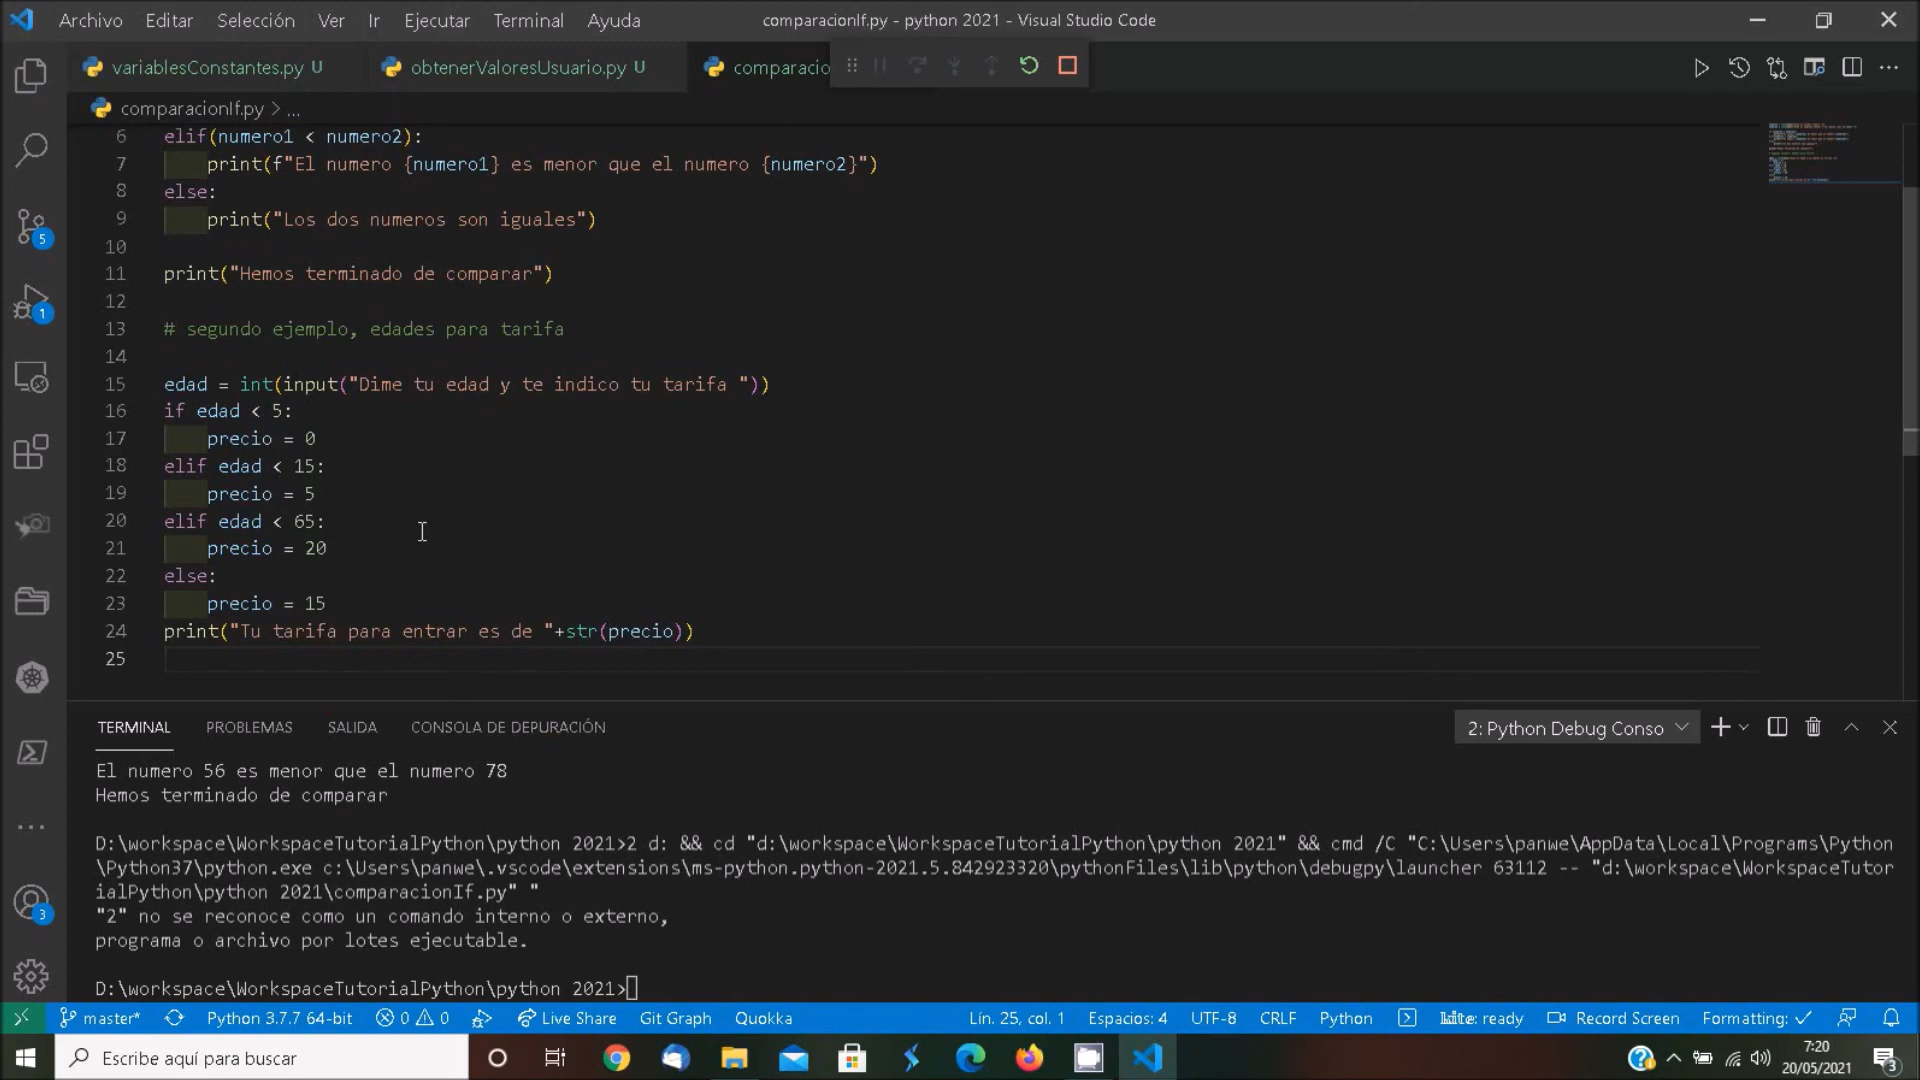 Archivo Editar Selección Ver Ir Ejecutar Terminal Ayuda comparacionIf.py - python 2021 - Visual Studio Code
variablesConstantes.py U obtenerValoresUsuario.py U comparacio
comparacionIf.py > ...
6 elif(numero1 < numero2):
7 print(f"El numero {numero1} es menor que el numero {numero2}")
8 else:
9 print("Los dos numeros son iguales")
10
11 print("Hemos terminado de comparar")
12
13 # segundo ejemplo, edades para tarifa
14
15 edad = int(input("Dime tu edad y te indico tu tarifa "))
16 if edad < 5:
17 precio = 0
18 elif edad < 15:
19 precio = 5
20 elif edad < 65:
21 precio = 20
22 else:
23 precio = 15
24 print("Tu tarifa para entrar es de "+str(precio))
25
5
1
3
TERMINAL PROBLEMAS SALIDA CONSOLA DE DEPURACIÓN 2: Python Debug Conso
El numero 56 es menor que el numero 78
Hemos terminado de comparar
D:\workspace\WorkspaceTutorialPython\python 2021>2 d: && cd "d:\workspace\WorkspaceTutorialPython\python 2021" && cmd /C "C:\Users\panwe\AppData\Local\Programs\Python
\Python37\python.exe c:\Users\panwe\.vscode\extensions\ms-python.python-2021.5.842923320\pythonFiles\lib\python\debugpy\launcher 63112 -- "d:\workspace\WorkspaceTutor
ialPython\python 2021\comparacionIf.py" "
"2" no se reconoce como un comando interno o externo,
programa o archivo por lotes ejecutable.
D:\workspace\WorkspaceTutorialPython\python 2021>
master* Python 3.7.7 64-bit 0 0 Live Share Git Graph Quokka Lín. 25, col. 1 Espacios: 4 UTF-8 CRLF Python kite: ready Record Screen Formatting: ✓
Escribe aquí para buscar
7:20
20/05/2021
3